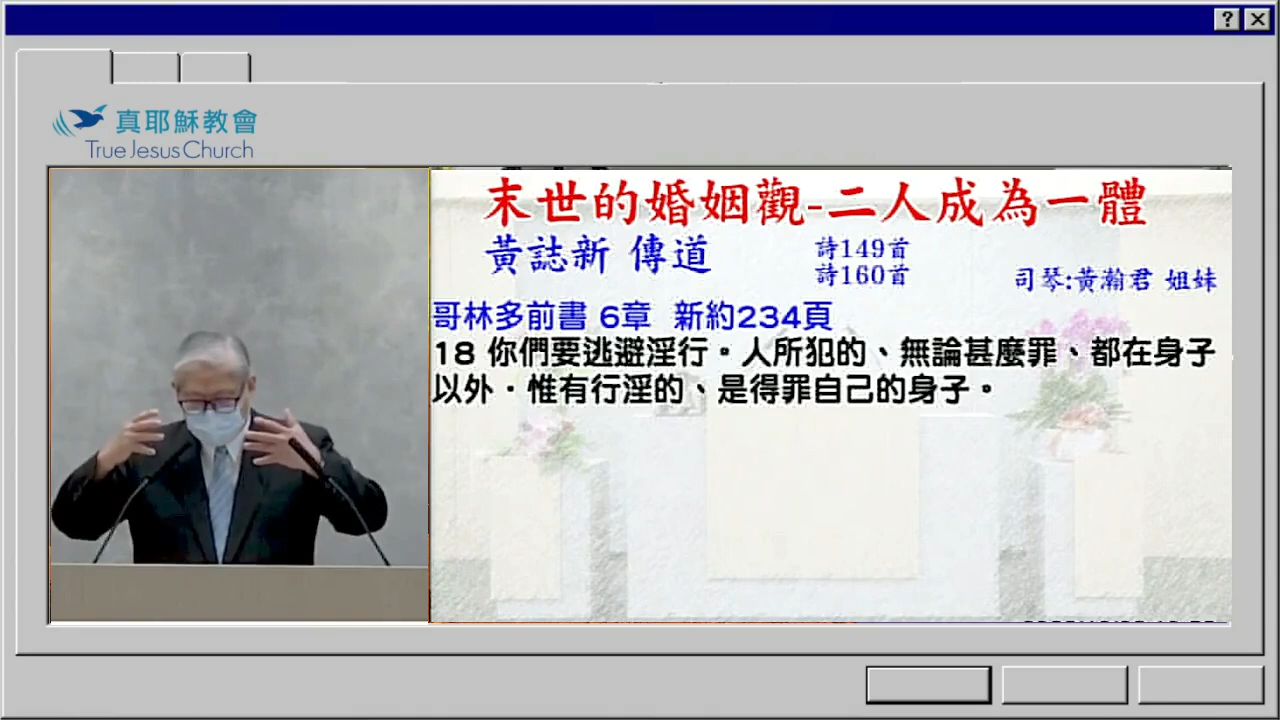 真耶穌教會
True Jesus Church
末世的婚姻觀-二人成為一體
黃誌新 傳道
詩149首
詩160首
司琴:黃瀚君 姐妹
哥林多前書 6章 新約234頁
18 你們要逃避淫行。人所犯的、無論甚麼罪、都在身子
以外．惟有行淫的、是得罪自己的身子。